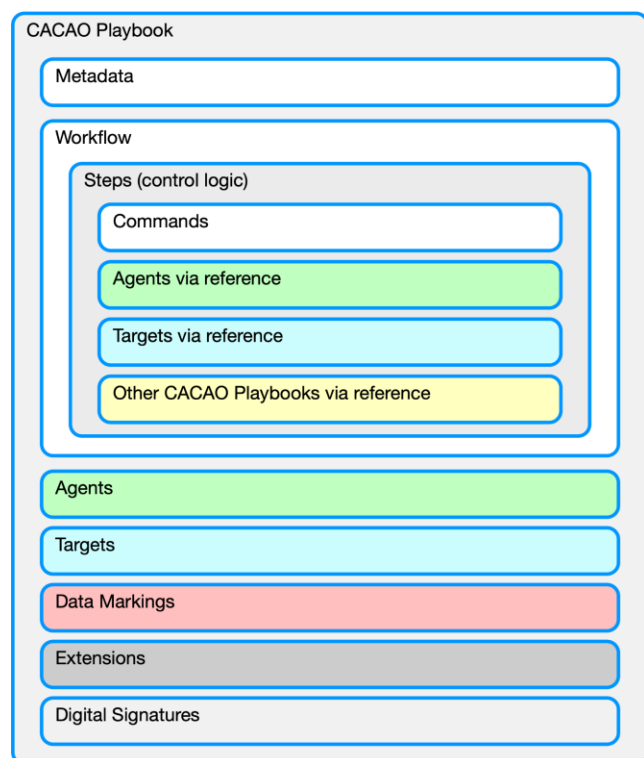 CACAO Playbook
Metadata
Workflow
Steps (control logic)
Commands
Agents via reference
Targets via reference
Other CACAO Playbooks via reference
Agents
Targets
Data Markings
Extensions
Digital Signatures